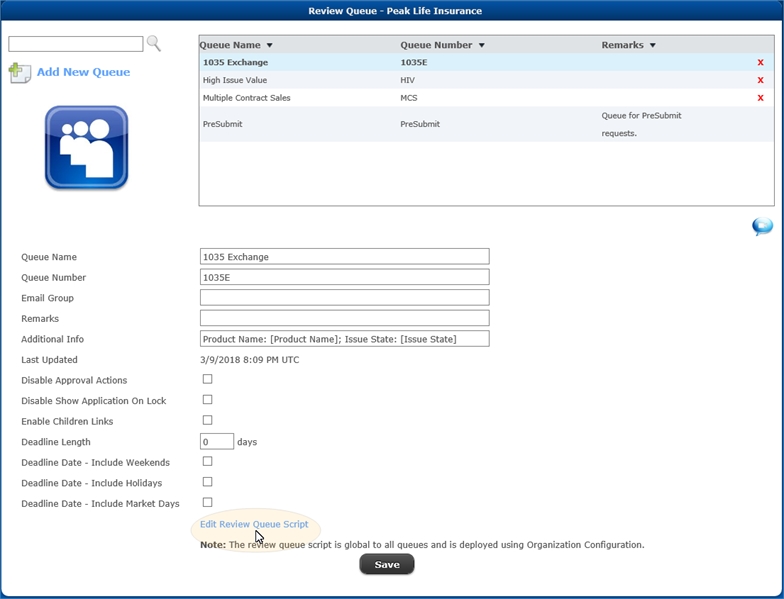 Review Queue - Peak Life Insurance
Add New Queue
Queue Name Queue Number Remarks
1035 Exchange 1035E X
High Issue Value HIV X
Multiple Contract Sales MCS X
PreSubmit PreSubmit Queue for PreSubmit
requests.
Queue Name 1035 Exchange
Queue Number 1035E
Email Group
Remarks
Additional Info Product Name: [Product Name]; Issue State: [Issue State]
Last Updated 3/9/2018 8:09 PM UTC
Disable Approval Actions
Disable Show Application On Lock
Enable Children Links
Deadline Length 0 days
Deadline Date - Include Weekends
Deadline Date - Include Holidays
Deadline Date - Include Market Days
Edit Review Queue Script
Note: The review queue script is global to all queues and is deployed using Organization Configuration.
Save